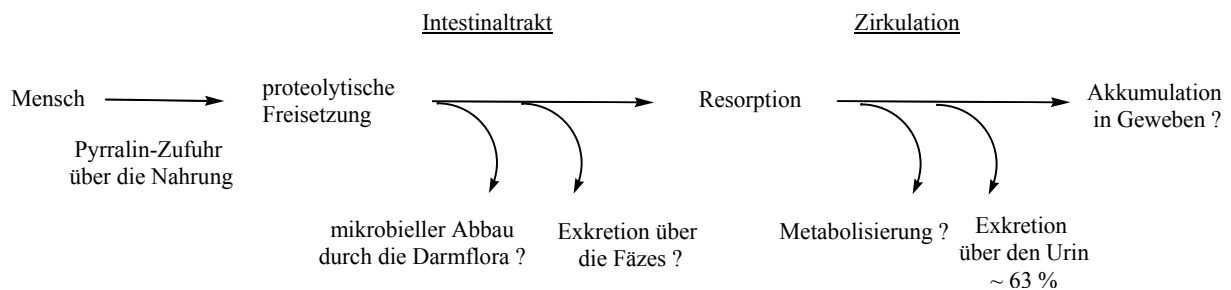 Intestinaltrakt
Zirkulation
Mensch
Pyrralin-Zufuhr
über die Nahrung
proteolytische
Freisetzung
mikrobieller Abbau
durch die Darmflora ?
Exkretion über
die Fäzes ?
Resorption
Metabolisierung ?
Exkretion
über den Urin
~ 63 %
Akkumulation
in Geweben ?